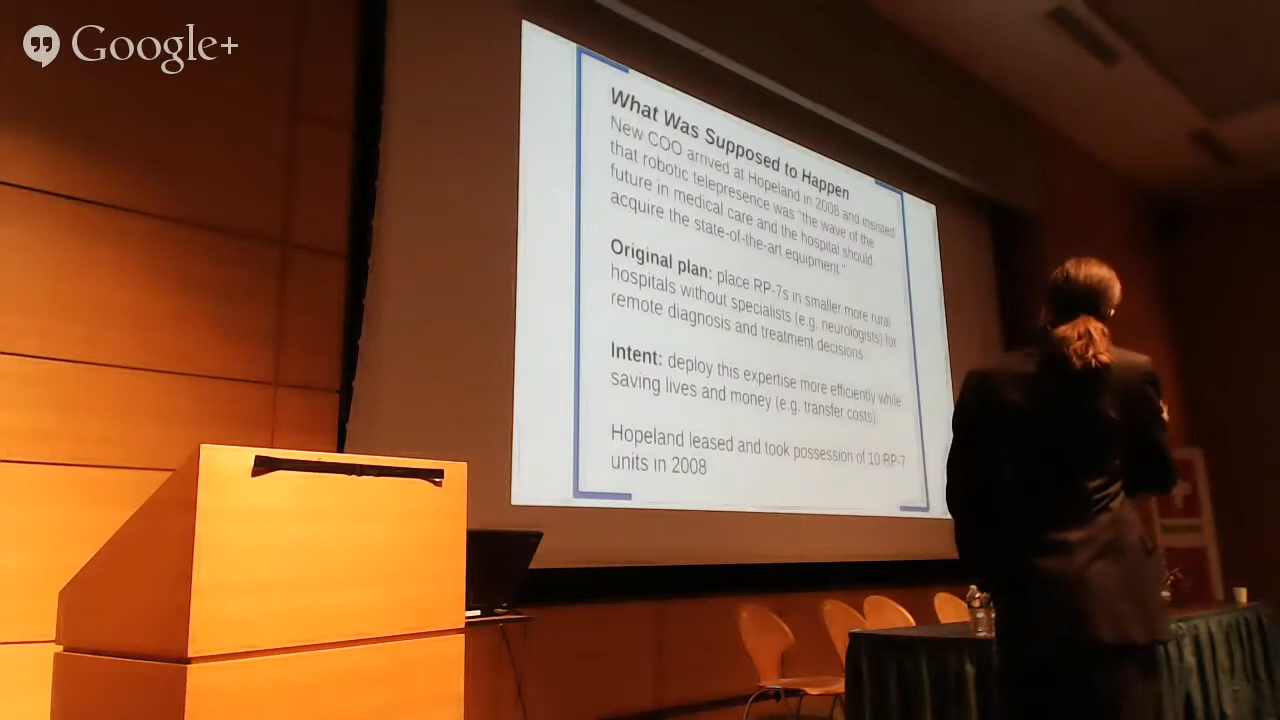 Google+
What Was Supposed to Happen
New COO arrived at Hopeland in 2008 and insisted
that robotic telepresence was "the wave of the
future in medical care and the hospital should
acquire the state-of-the-art equipment."
Original plan: place RP-7s in smaller more rural
hospitals without specialists (e.g. neurologists) for
remote diagnosis and treatment decisions
Intent: deploy this expertise more efficiently while
saving lives and money (e.g. transfer costs)
Hopeland leased and took possession of 10 RP-7
units in 2008